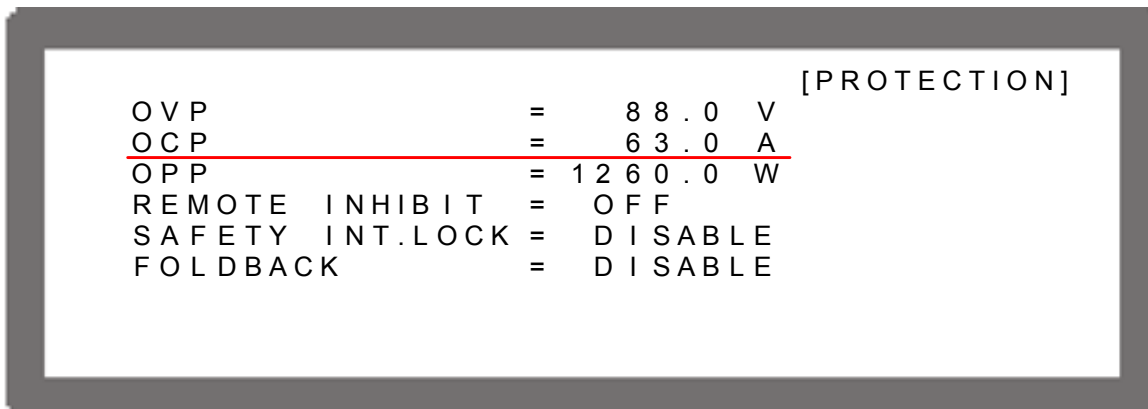 [PROTECTION]
OVP = 88.0 V
OCP = 63.0 A
OPP = 1260.0 W
REMOTE INHIBIT = OFF
SAFETY INT.LOCK = DISABLE
FOLDBACK = DISABLE